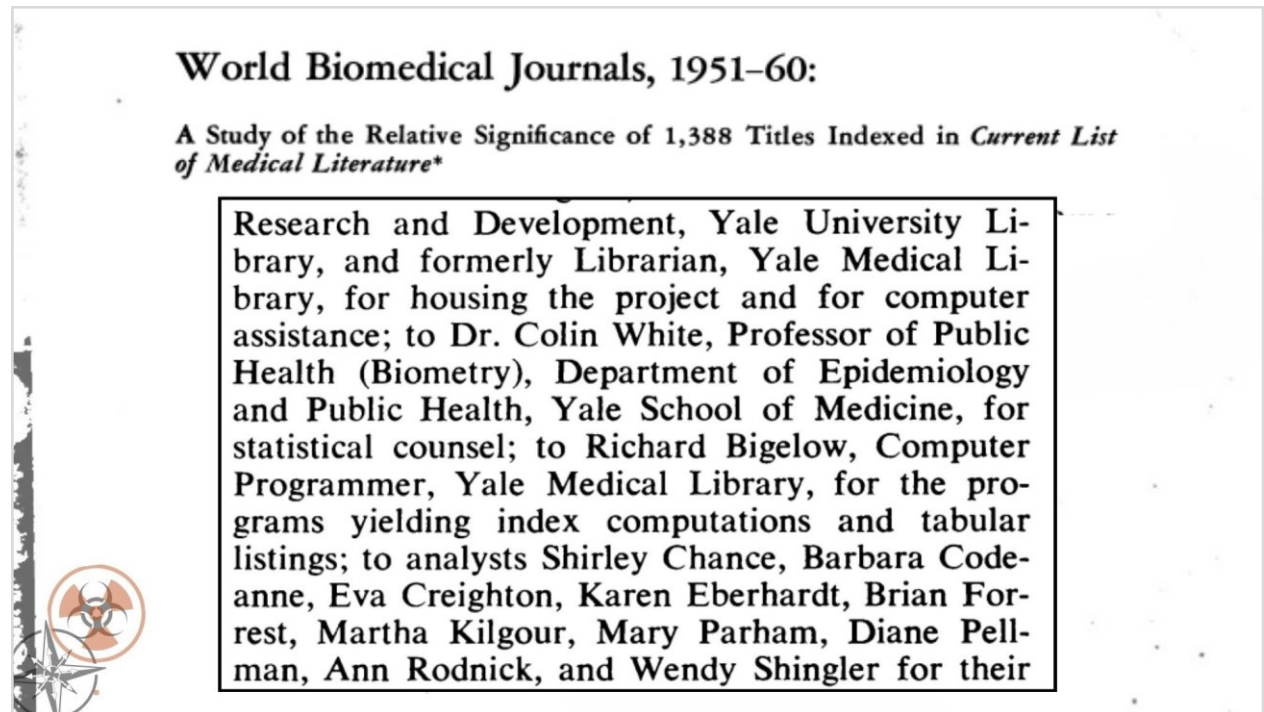 World Biomedical Journals, 1951–60:
A Study of the Relative Significance of 1,388 Titles Indexed in Current List
of Medical Literature*
Research and Development, Yale University Li-
brary, and formerly Librarian, Yale Medical Li-
brary, for housing the project and for computer
assistance; to Dr. Colin White, Professor of Public
Health (Biometry), Department of Epidemiology
and Public Health, Yale School of Medicine, for
statistical counsel; to Richard Bigelow, Computer
Programmer, Yale Medical Library, for the pro-
grams yielding index computations and tabular
listings; to analysts Shirley Chance, Barbara Code-
anne, Eva Creighton, Karen Eberhardt, Brian For-
rest, Martha Kilgour, Mary Parham, Diane Pell-
man, Ann Rodnick, and Wendy Shingler for their